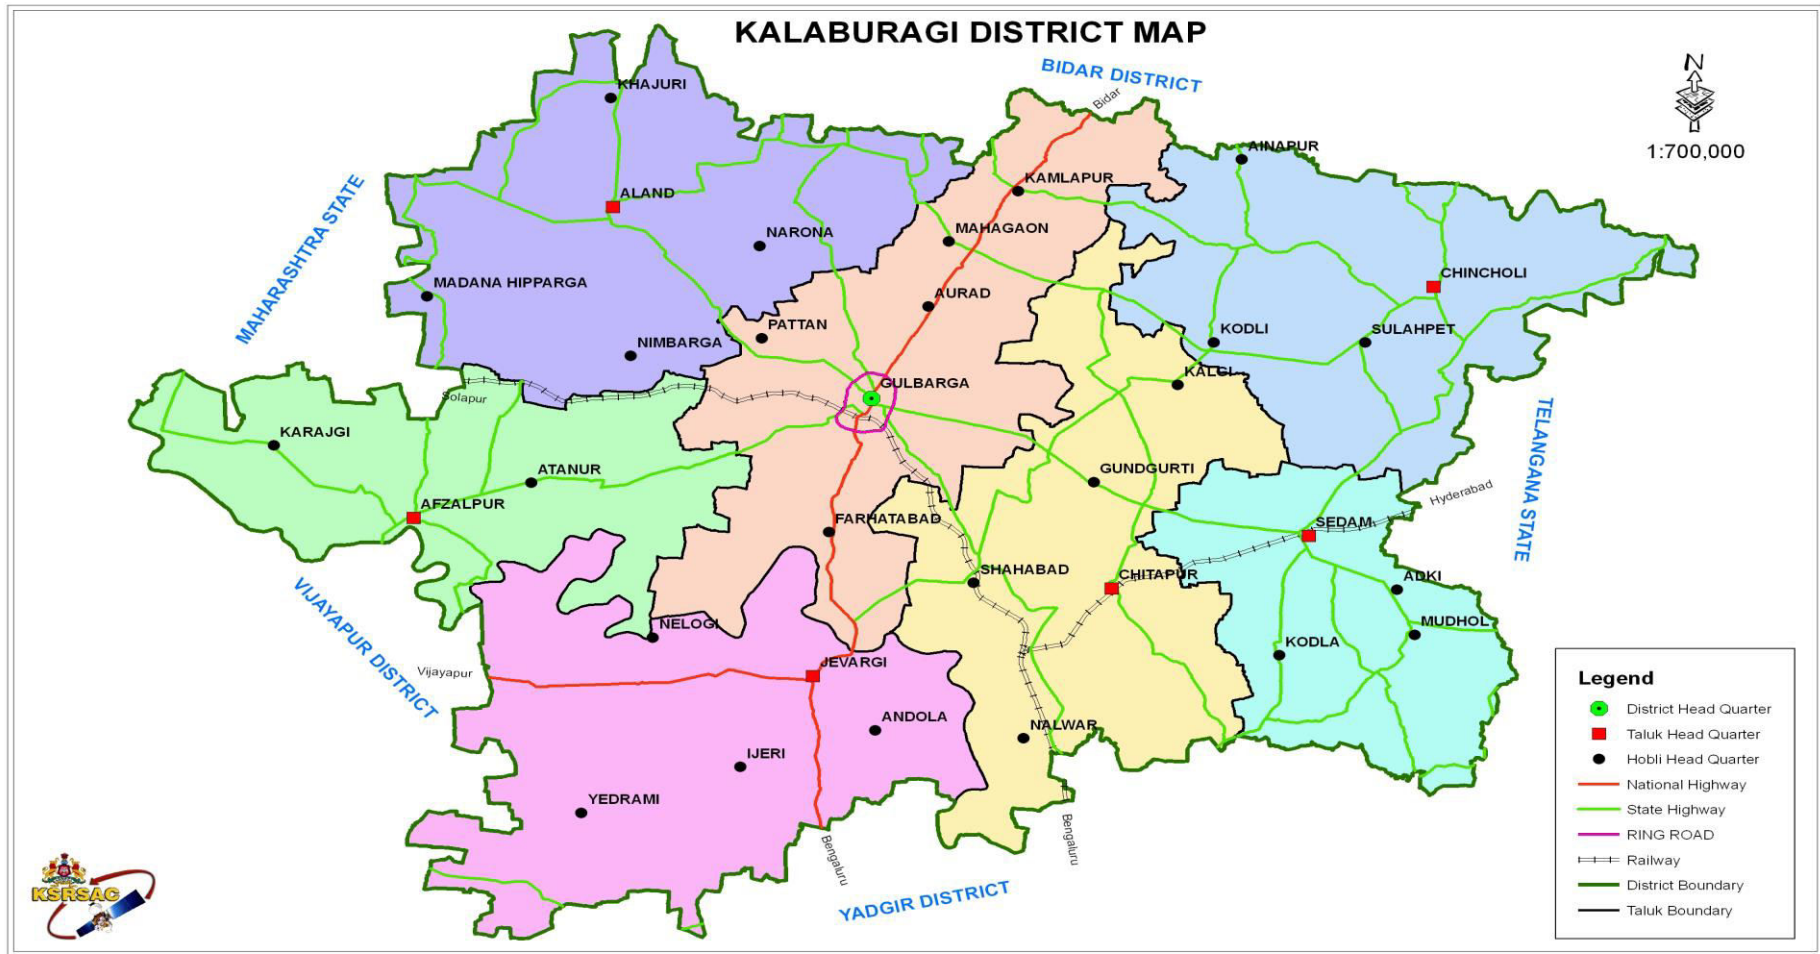 KALABURAGI DISTRICT MAP
BIDAR DISTRICT
Bidar
N
1:700,000
KHAJURI
AINAPUR
KAMLAPUR
ALAND
MAHARASHTRA STATE
NARONA
MAHAGAON
CHINCHOLI
MADANA HIPPARGA
AURAD
PATTAN
KODLI
SULAHPET
NIMBARGA
KALGI
GULBARGA
Solapur
TELANGANA STATE
KARAJGI
ATANUR
GUNDGURTI
Hyderabad
AFZALPUR
SEDAM
FARHATABAD
SHAHABAD
CHITAPUR
ADKI
VIJAYAPUR DISTRICT
NELOGI
MUDHOL
KODLA
Vijayapur
JEVARGI
ANDOLA
NALWAR
IJERI
YEDRAMI
Bengaluru
Bengaluru
YADGIR DISTRICT
KSRSAC
Legend
District Head Quarter
Taluk Head Quarter
Hobli Head Quarter
National Highway
State Highway
RING ROAD
Railway
District Boundary
Taluk Boundary